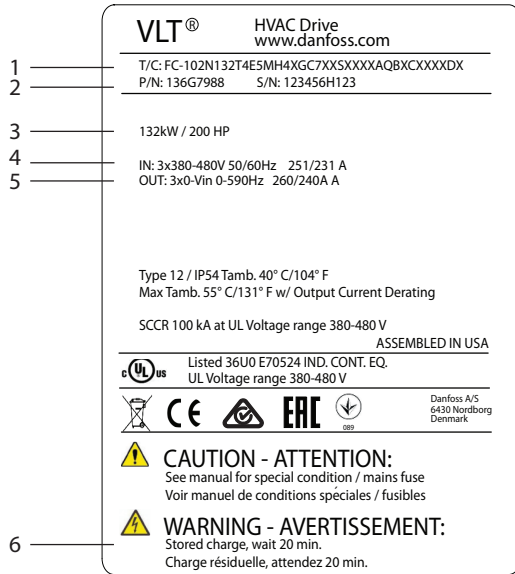 VLT® HVAC Drive
www.danfoss.com
1 T/C: FC-102N132T4E5MH4XGC7XXSXXXXAQBXCXXXXDX
2 P/N: 136G7988 S/N: 123456H123
3 132kW / 200 HP
4 IN: 3x380-480V 50/60Hz 251/231 A
5 OUT: 3x0-Vin 0-590Hz 260/240A A
Type 12 / IP54 Tamb. 40° C/104° F
Max Tamb. 55° C/131° F w/ Output Current Derating
SCCR 100 kA at UL Voltage range 380-480 V
ASSEMBLED IN USA
c UL us Listed 36U0 E70524 IND. CONT. EQ.
UL Voltage range 380-480 V
CE EAC 089
Danfoss A/S
6430 Nordborg
Denmark
CAUTION - ATTENTION:
See manual for special condition / mains fuse
Voir manuel de conditions spéciales / fusibles
WARNING - AVERTISSEMENT:
6 Stored charge, wait 20 min.
Charge résiduelle, attendez 20 min.